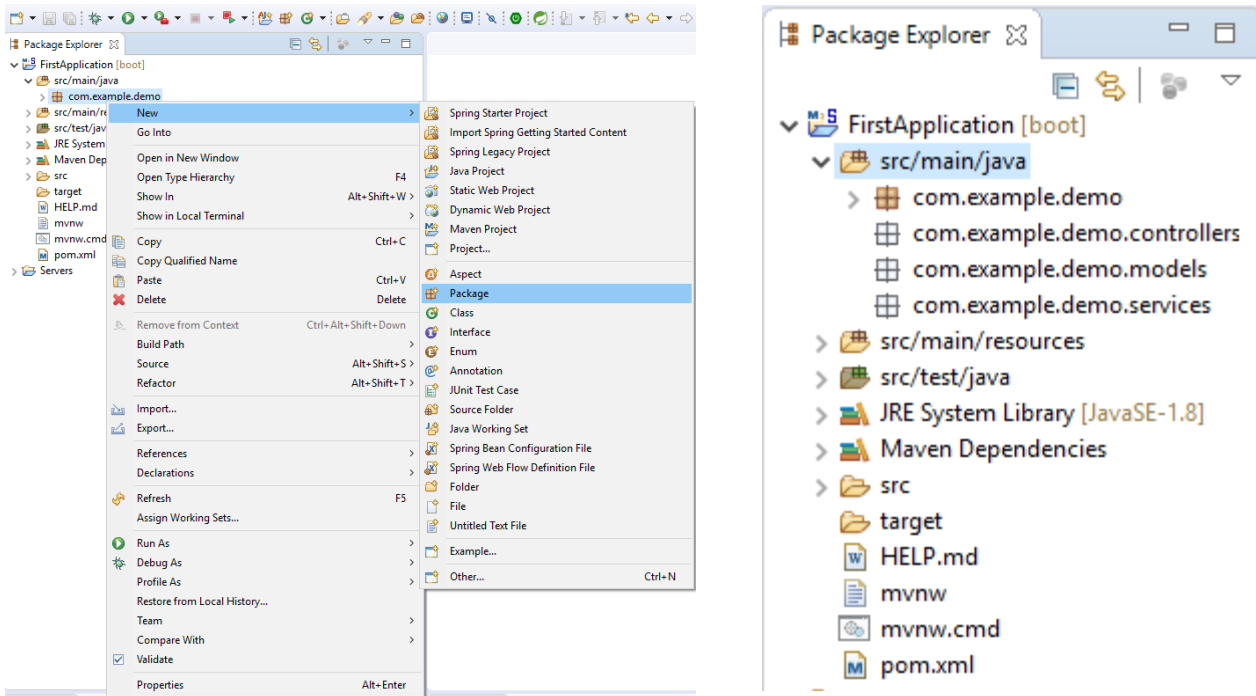 Package Explorer
FirstApplication [boot]
src/main/java
com.example.demo
src/main/re
src/test/jav
JRE System
Maven Dep
src
target
HELP.md
mvnw
mvnw.cmd
pom.xml
Servers
New
Go Into
Open in New Window
Open Type Hierarchy F4
Show In Alt+Shift+W
Show in Local Terminal
Copy Ctrl+C
Copy Qualified Name
Paste Ctrl+V
Delete Delete
Remove from Context Ctrl+Alt+Shift+Down
Build Path
Source Alt+Shift+S
Refactor Alt+Shift+T
Import...
Export...
References
Declarations
Refresh F5
Assign Working Sets...
Run As
Debug As
Profile As
Restore from Local History...
Team
Compare With
Validate
Properties Alt+Enter
Spring Starter Project
Import Spring Getting Started Content
Spring Legacy Project
Java Project
Static Web Project
Dynamic Web Project
Maven Project
Project...
Aspect
Package
Class
Interface
Enum
Annotation
JUnit Test Case
Source Folder
Java Working Set
Spring Bean Configuration File
Spring Web Flow Definition File
Folder
File
Untitled Text File
Example...
Other... Ctrl+N
Package Explorer
FirstApplication [boot]
src/main/java
com.example.demo
com.example.demo.controllers
com.example.demo.models
com.example.demo.services
src/main/resources
src/test/java
JRE System Library [JavaSE-1.8]
Maven Dependencies
src
target
HELP.md
mvnw
mvnw.cmd
pom.xml